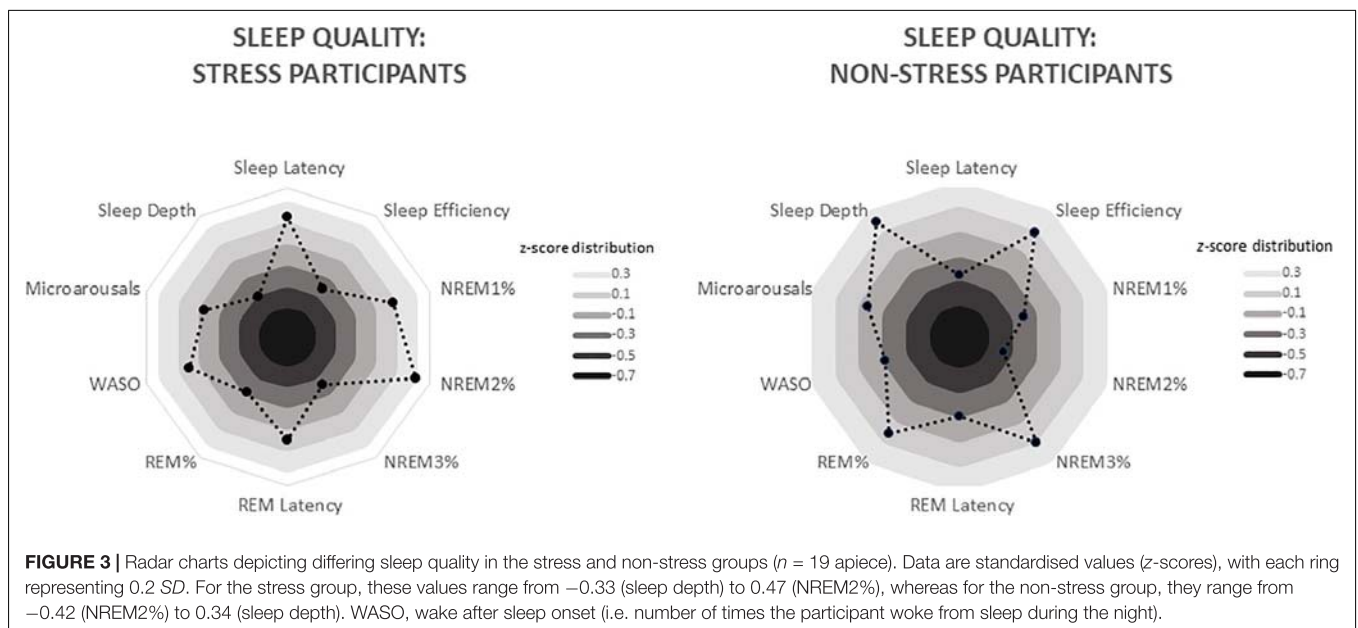 SLEEP QUALITY:
STRESS PARTICIPANTS
Sleep Latency
Sleep Depth
Sleep Efficiency
Microarousals
NREM1%
WASO
NREM2%
REM%
NREM3%
REM Latency
z-score distribution
0.3
0.1
-0.1
-0.3
-0.5
-0.7
SLEEP QUALITY:
NON-STRESS PARTICIPANTS
Sleep Latency
Sleep Depth
Sleep Efficiency
Microarousals
NREM1%
WASO
NREM2%
REM%
NREM3%
REM Latency
z-score distribution
0.3
0.1
-0.1
-0.3
-0.5
-0.7
FIGURE 3 | Radar charts depicting differing sleep quality in the stress and non-stress groups (n = 19 apiece). Data are standardised values (z-scores), with each ring
representing 0.2 SD. For the stress group, these values range from −0.33 (sleep depth) to 0.47 (NREM2%), whereas for the non-stress group, they range from
−0.42 (NREM2%) to 0.34 (sleep depth). WASO, wake after sleep onset (i.e. number of times the participant woke from sleep during the night).